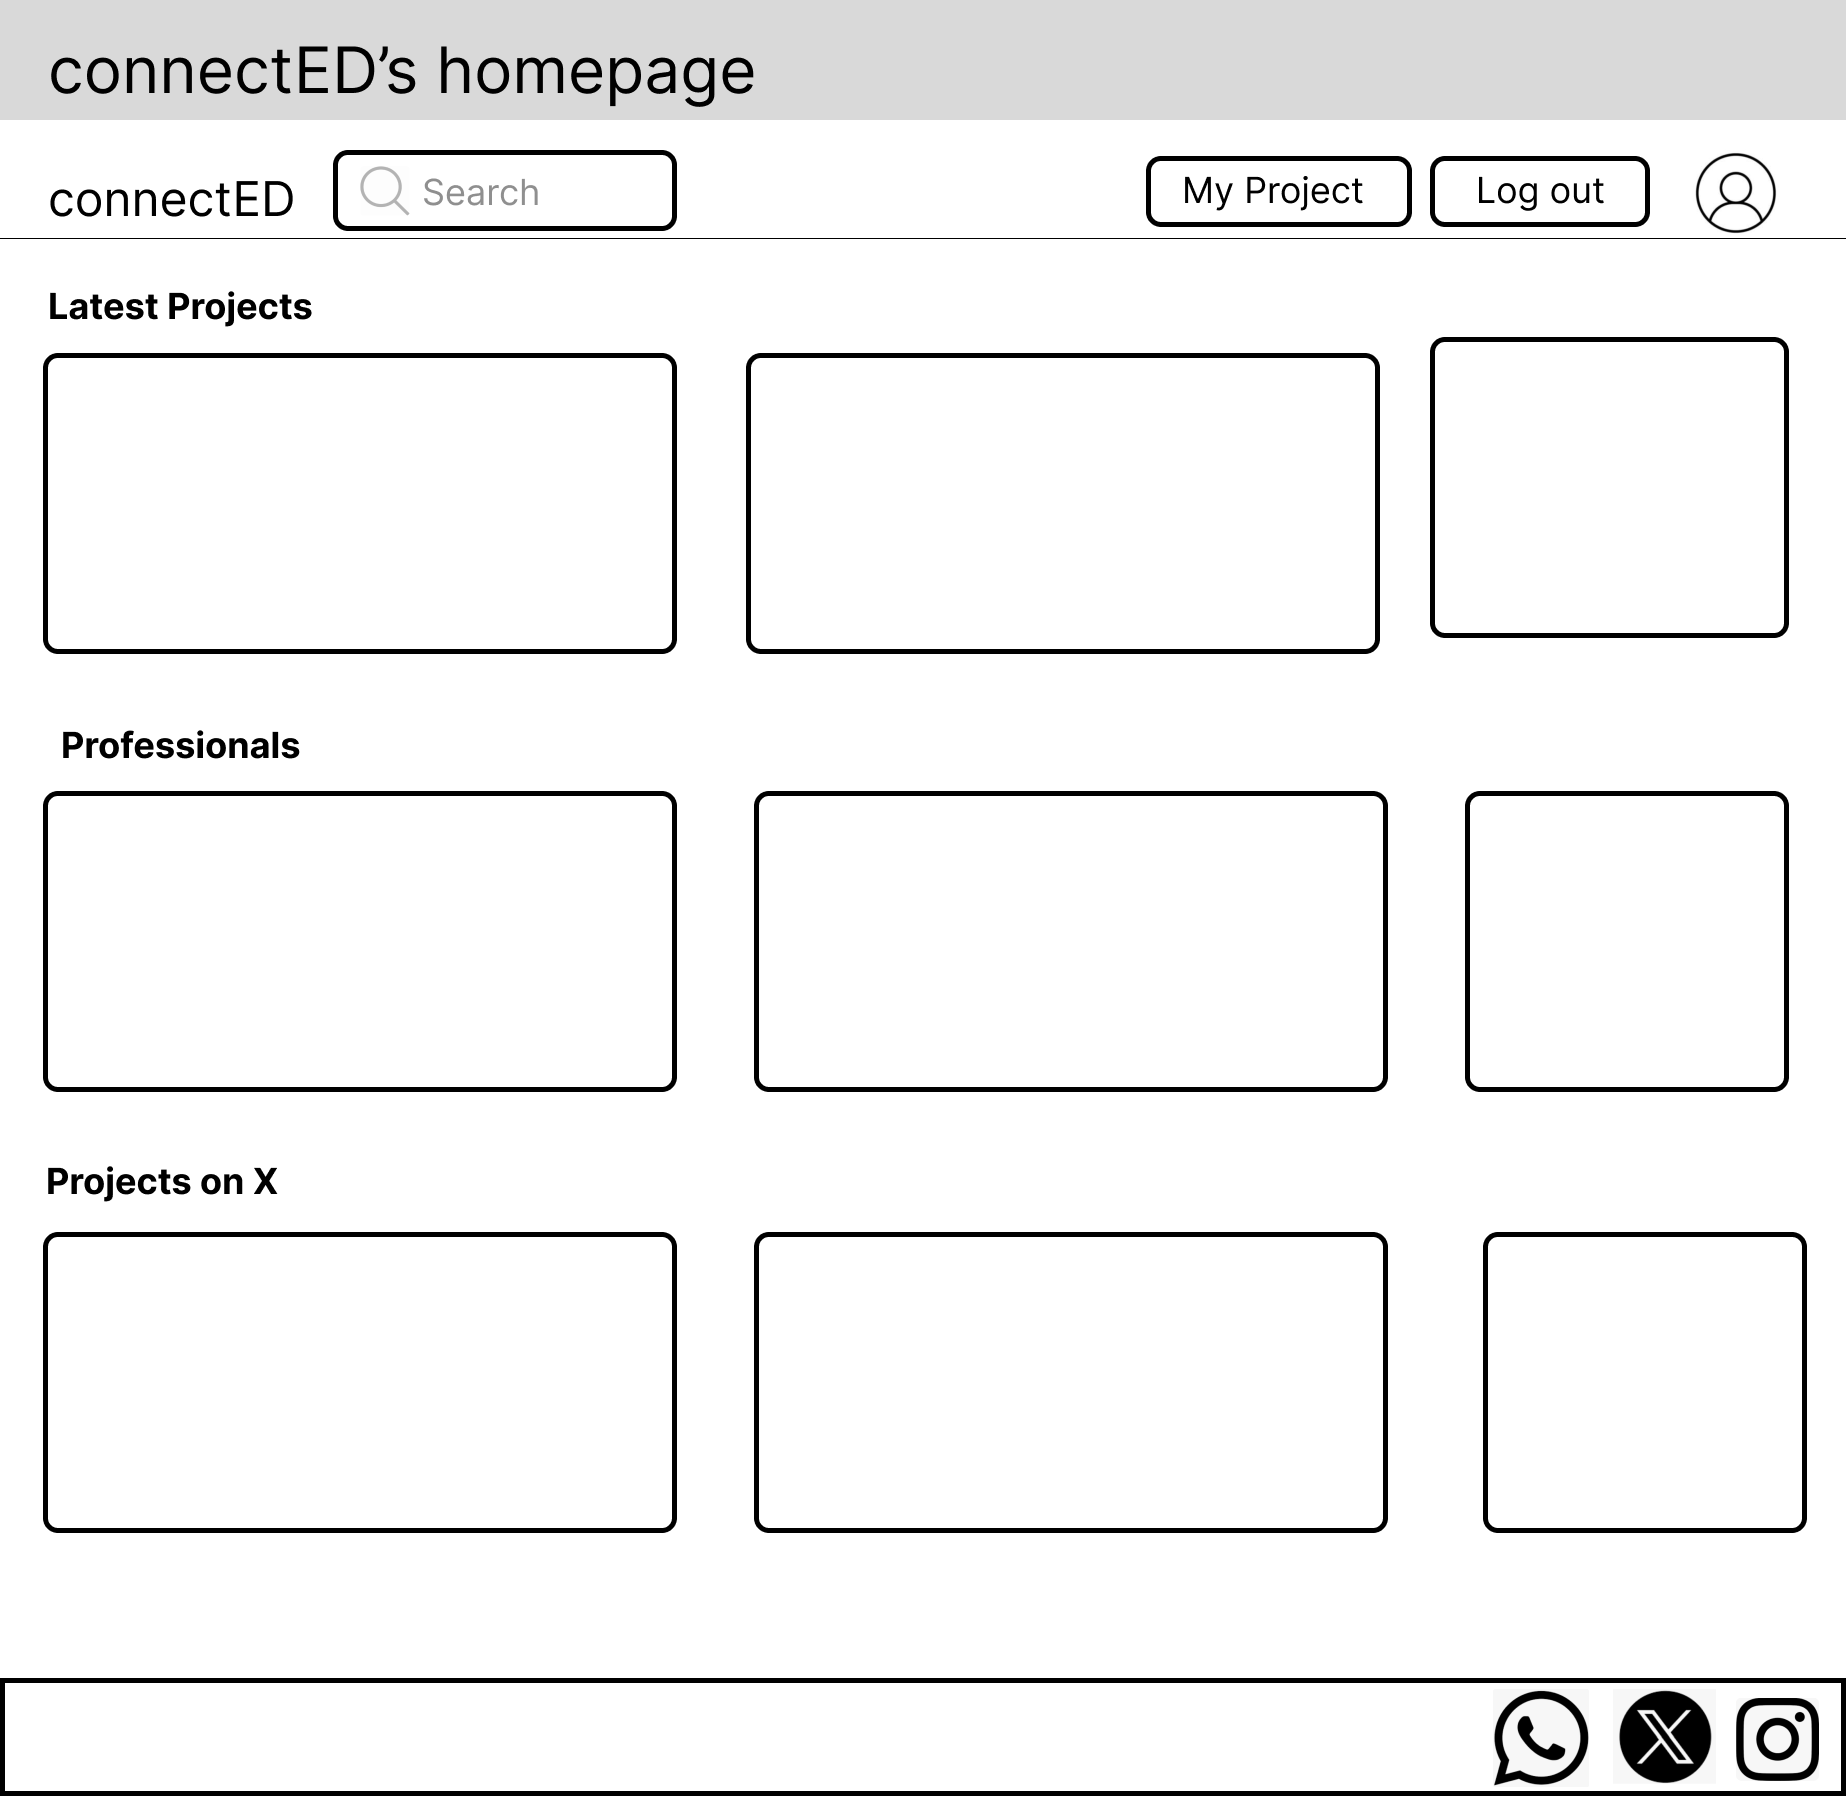 connectED’s homepage
connectED
Search
My Project
Log out
Latest Projects
Professionals
Projects on X